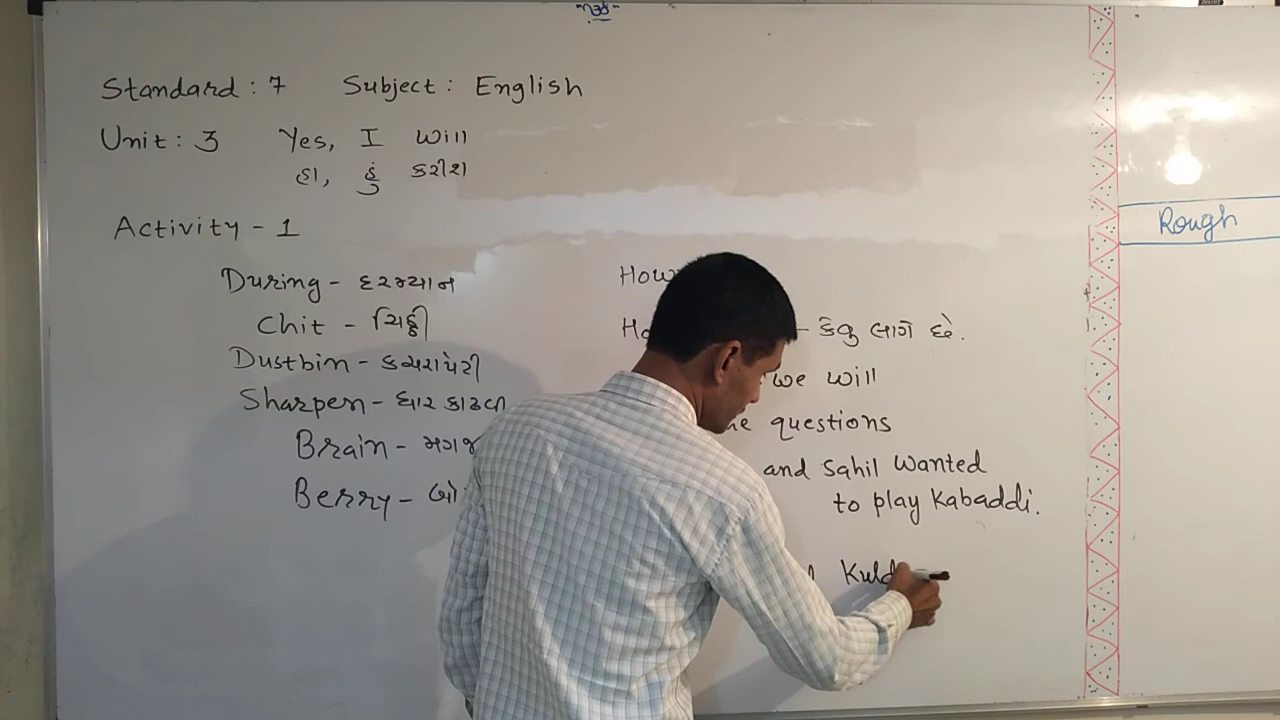 Standard : 7 Subject : English
Unit : 3 Yes, I will
હા, હું કરીશ
Activity - 1
During - દરમ્યાન
Chit - ચિઠ્ઠી
Dustbin - કચરાપેટી
Sharpen - ધાર કાઢવી
Brain - મગજ
Berry -
- કેવુ લાગે છે.
we will
questions
and Sahil wanted
to play Kabaddi.
Rough